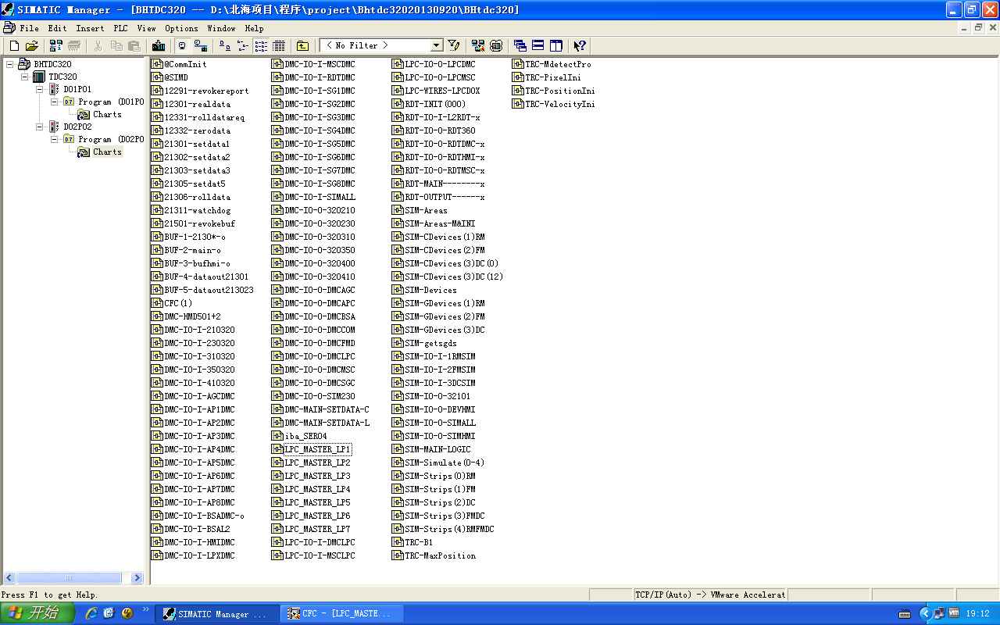 SIMATIC Manager - [BHTDC320 -- D:\北海项目\程序\project\Bhtdc32020130920\BHtdc320]
File Edit Insert PLC View Options Window Help
< No Filter >
BHTDC320
TDC320
D01P01
Program (D01P0
Charts
D02P02
Program (D02P0
Charts
@CommInit
@SIMD
12291-revokereport
12301-realdata
12331-rolldatareq
12332-zerodata
21301-setdata1
21302-setdata2
21303-setdata3
21305-setdat5
21306-rolldata
21311-watchdog
21501-revokebuf
BUF-1-2130*-o
BUF-2-main-o
BUF-3-bufhmi-o
BUF-4-dataout21301
BUF-5-dataout213023
CFC(1)
DMC-HMD501+2
DMC-IO-I-210320
DMC-IO-I-230320
DMC-IO-I-310320
DMC-IO-I-350320
DMC-IO-I-410320
DMC-IO-I-AGCDMC
DMC-IO-I-AP1DMC
DMC-IO-I-AP2DMC
DMC-IO-I-AP3DMC
DMC-IO-I-AP4DMC
DMC-IO-I-AP5DMC
DMC-IO-I-AP6DMC
DMC-IO-I-AP7DMC
DMC-IO-I-AP8DMC
DMC-IO-I-BSADMC-o
DMC-IO-I-BSAL2
DMC-IO-I-HMIDMC
DMC-IO-I-LPXDMC
DMC-IO-I-MSCDMC
DMC-IO-I-RDTDMC
DMC-IO-I-SG1DMC
DMC-IO-I-SG2DMC
DMC-IO-I-SG3DMC
DMC-IO-I-SG4DMC
DMC-IO-I-SG5DMC
DMC-IO-I-SG6DMC
DMC-IO-I-SG7DMC
DMC-IO-I-SG8DMC
DMC-IO-I-SIMALL
DMC-IO-O-320210
DMC-IO-O-320230
DMC-IO-O-320310
DMC-IO-O-320350
DMC-IO-O-320400
DMC-IO-O-320410
DMC-IO-O-DMCAGC
DMC-IO-O-DMCAPC
DMC-IO-O-DMCBSA
DMC-IO-O-DMCCOM
DMC-IO-O-DMCFMD
DMC-IO-O-DMCLPC
DMC-IO-O-DMCMSC
DMC-IO-O-DMCSGC
DMC-IO-O-SIM230
DMC-MAIN-SETDATA-C
DMC-MAIN-SETDATA-L
iba_SER04
LPC_MASTER_LP1
LPC_MASTER_LP2
LPC_MASTER_LP3
LPC_MASTER_LP4
LPC_MASTER_LP5
LPC_MASTER_LP6
LPC_MASTER_LP7
LPC-IO-I-DMCLPC
LPC-IO-I-MSCLPC
LPC-IO-O-LPCDMC
LPC-IO-O-LPCMSC
LPC-WIRES-LPCDOX
RDT-INIT(000)
RDT-IO-I-L2RDT-x
RDT-IO-O-RDT360
RDT-IO-O-RDTDMC-x
RDT-IO-O-RDTHMI-x
RDT-IO-O-RDTMSC-x
RDT-MAIN--------x
RDT-OUTPUT------x
SIM-Areas
SIM-Areas-M&INI
SIM-CDevices(1)RM
SIM-CDevices(2)FM
SIM-CDevices(3)DC(0)
SIM-CDevices(3)DC(12)
SIM-Devices
SIM-GDevices(1)RM
SIM-GDevices(2)FM
SIM-GDevices(3)DC
SIM-getsgds
SIM-IO-I-1RMSIM
SIM-IO-I-2FMSIM
SIM-IO-I-3DCSIM
SIM-IO-O-32101
SIM-IO-O-DEVHMI
SIM-IO-O-SIMALL
SIM-IO-O-SIMHMI
SIM-MAIN-LOGIC
SIM-Simulate(0-4)
SIM-Strips(0)RM
SIM-Strips(1)FM
SIM-Strips(2)DC
SIM-Strips(3)FMDC
SIM-Strips(4)RMFMDC
TRC-B1
TRC-MaxPosition
TRC-MdetectPro
TRC-PixelIni
TRC-PositionIni
TRC-VelocityIni
Press F1 to get Help.
TCP/IP(Auto) -> VMware Accelerat
开始
SIMATIC Manager ...
CFC - [LPC_MASTE...
19:12